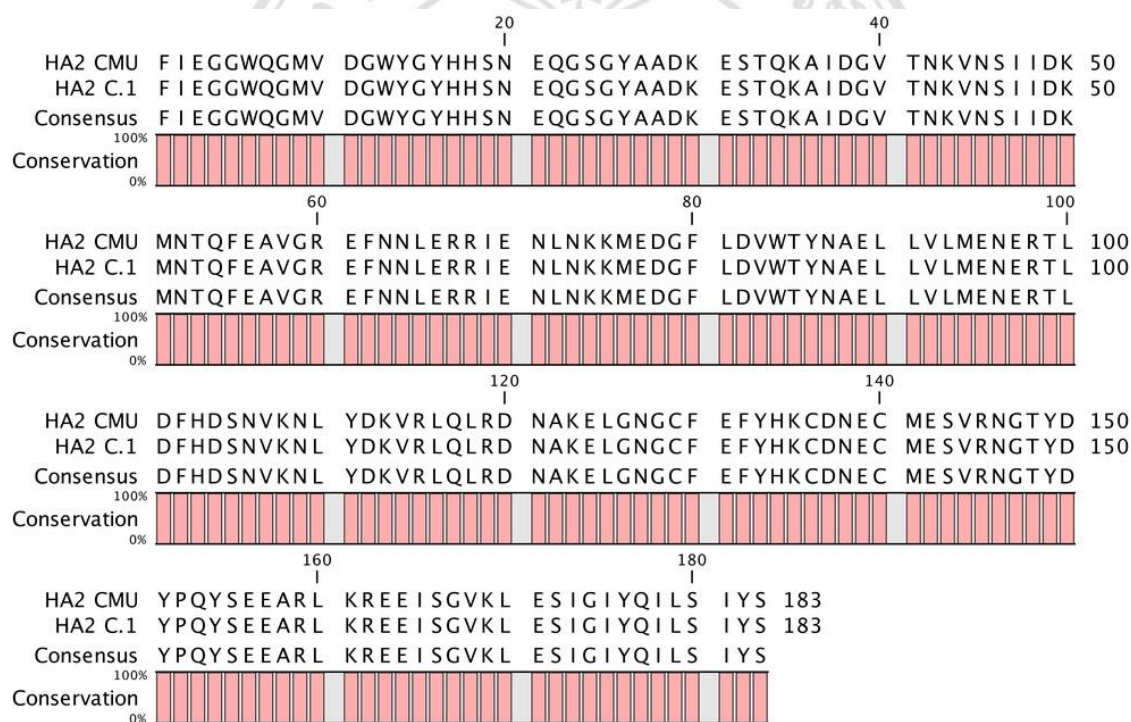 20 40
HA2 CMU FIEGGWQGMV DGWYGYHHSN EQGSGYAADK ESTQKAIDGV TNKVNSIIDK 50
HA2 C.1 FIEGGWQGMV DGWYGYHHSN EQGSGYAADK ESTQKAIDGV TNKVNSIIDK 50
Consensus FIEGGWQGMV DGWYGYHHSN EQGSGYAADK ESTQKAIDGV TNKVNSIIDK
100%
Conservation
0%
60 80 100
HA2 CMU MNTQFEAVGR EFNNLERRIE NLNKKMEDGF LDVWTYNAEL LVLMENERTL 100
HA2 C.1 MNTQFEAVGR EFNNLERRIE NLNKKMEDGF LDVWTYNAEL LVLMENERTL 100
Consensus MNTQFEAVGR EFNNLERRIE NLNKKMEDGF LDVWTYNAEL LVLMENERTL
100%
Conservation
0%
120 140
HA2 CMU DFHDSNVKNL YDKVRLQLRD NAKELGNGCF EFYHKCDNEC MESVRNGTYD 150
HA2 C.1 DFHDSNVKNL YDKVRLQLRD NAKELGNGCF EFYHKCDNEC MESVRNGTYD 150
Consensus DFHDSNVKNL YDKVRLQLRD NAKELGNGCF EFYHKCDNEC MESVRNGTYD
100%
Conservation
0%
160 180
HA2 CMU YPQYSEEARL KREEISGVKL ESIGIYQILS IYS 183
HA2 C.1 YPQYSEEARL KREEISGVKL ESIGIYQILS IYS 183
Consensus YPQYSEEARL KREEISGVKL ESIGIYQILS IYS
100%
Conservation
0%